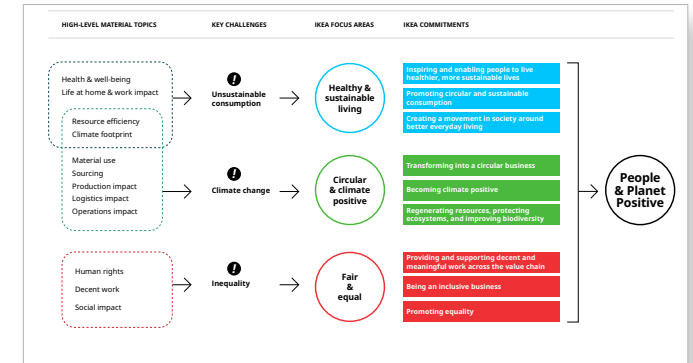 HIGH-LEVEL MATERIAL TOPICS
KEY CHALLENGES
IKEA FOCUS AREAS
IKEA COMMITMENTS
Health & well-being
Life at home & work impact
Resource efficiency
Climate footprint
Material use
Sourcing
Production impact
Logistics impact
Operations impact
!
Unsustainable
consumption
Healthy &
sustainable
living
Inspiring and enabling people to live
healthier, more sustainable lives
Promoting circular and sustainable
consumption
Creating a movement in society around
better everyday living
!
Climate change
Circular
& climate
positive
Transforming into a circular business
Becoming climate positive
Regenerating resources, protecting
ecosystems, and improving biodiversity
Human rights
Decent work
Social impact
!
Inequality
Fair
&
equal
Providing and supporting decent and
meaningful work across the value chain
Being an inclusive business
Promoting equality
People
& Planet
Positive